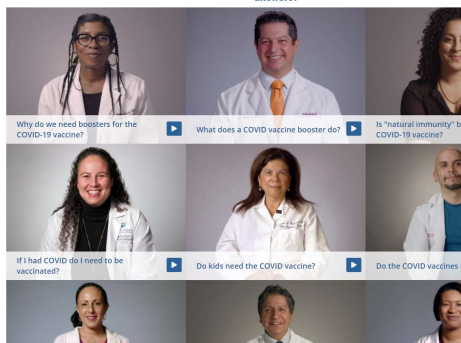 answers.
Why do we need boosters for the
COVID-19 vaccine?
What does a COVID vaccine booster do?
Is "natural immunity" b
COVID-19 vaccine?
If I had COVID do I need to be
vaccinated?
Do kids need the COVID vaccine?
Do the COVID vaccines